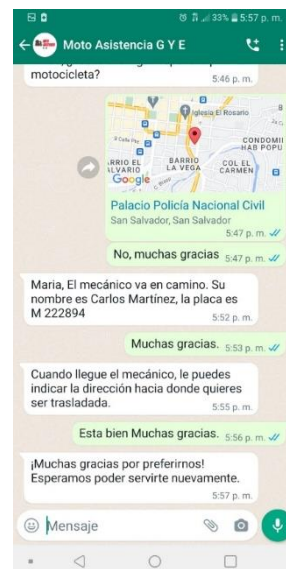 33% 5:57 p. m.
Moto Asistencia G Y E
motocicleta?
5:46 p. m.
Iglesia El Rosario
CONDOMII
HAB POPU
BARRIO
LA VEGA
COL EL
CARMEN
RRIO EL
LVARIO
Google
Palacio Policía Nacional Civil
San Salvador, San Salvador
5:47 p. m.
No, muchas gracias 5:47 p. m.
Maria, El mecánico va en camino. Su
nombre es Carlos Martínez, la placa es
M 222894
5:52 p. m.
Muchas gracias. 5:53 p. m.
Cuando llegue el mecánico, le puedes
indicar la dirección hacia donde quieres
ser trasladada.
5:55 p. m.
Esta bien Muchas gracias. 5:56 p. m.
¡Muchas gracias por preferirnos!
Esperamos poder servirte nuevamente.
5:57 p. m.
Mensaje